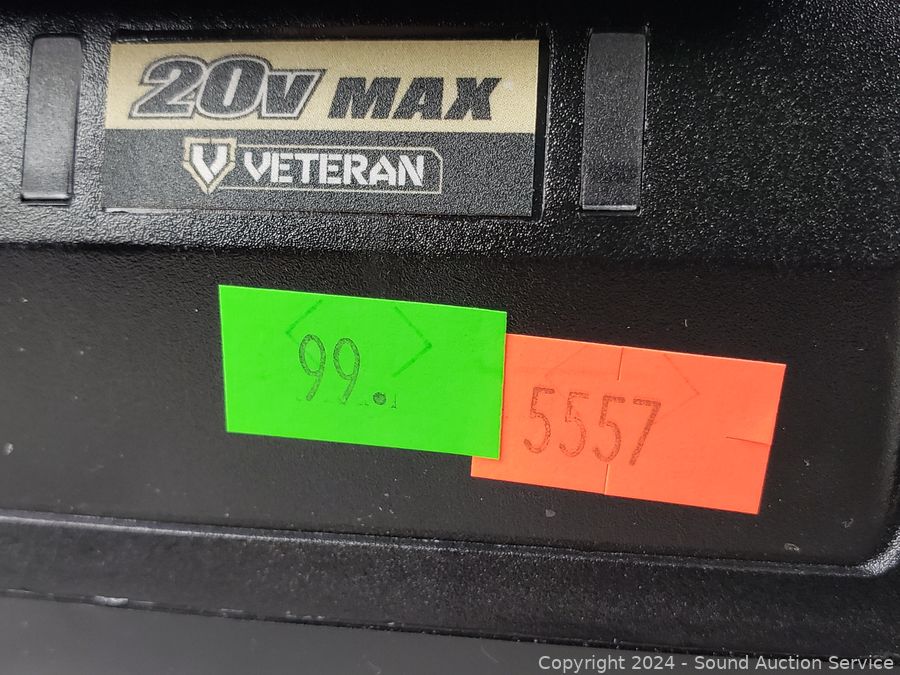 20v MAX
V VETERAN
99.
5557
Copyright 2024 - Sound Auction Service